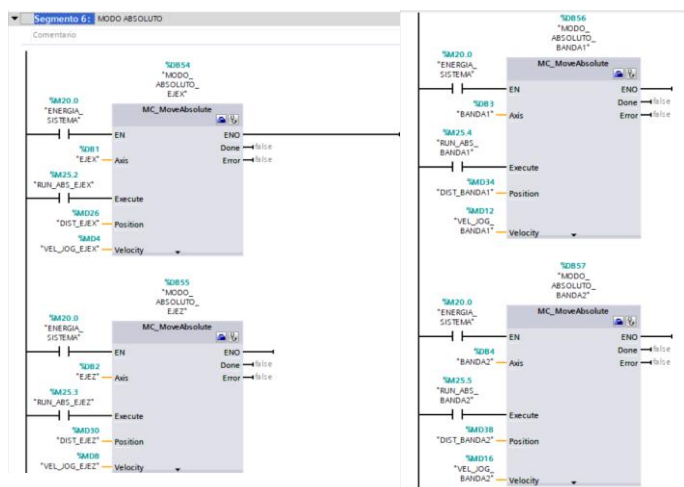 Segmento 6: MODO ABSOLUTO
Comentario
%DB54
"MODO_
ABSOLUTO_
EJEX"
%M20.0
"ENERGIA_
SISTEMA"
MC_MoveAbsolute
EN ENO
Done false
%DB1
"EJEX" Axis Error false
%M25.2
"RUN_ABS_EJEX"
Execute
%MD26
"DIST_EJEX" Position
%MD4
"VEL_JOG_EJEX" Velocity
%DB55
"MODO_
ABSOLUTO_
EJEZ"
%M20.0
"ENERGIA_
SISTEMA"
MC_MoveAbsolute
EN ENO
Done false
%DB2
"EJEZ" Axis Error false
%M25.3
"RUN_ABS_EJEZ"
Execute
%MD30
"DIST_EJEZ" Position
%MD8
"VEL_JOG_EJEZ" Velocity
%DB56
"MODO_
ABSOLUTO_
BANDA1"
%M20.0
"ENERGIA_
SISTEMA"
MC_MoveAbsolute
EN ENO
Done false
%DB3
"BANDA1" Axis Error false
%M25.4
"RUN_ABS_
BANDA1"
Execute
%MD34
"DIST_BANDA1" Position
%MD12
"VEL_JOG_
BANDA1" Velocity
%DB57
"MODO_
ABSOLUTO_
BANDA2"
%M20.0
"ENERGIA_
SISTEMA"
MC_MoveAbsolute
EN ENO
Done false
%DB4
"BANDA2" Axis Error false
%M25.5
"RUN_ABS_
BANDA2"
Execute
%MD38
"DIST_BANDA2" Position
%MD16
"VEL_JOG_
BANDA2" Velocity